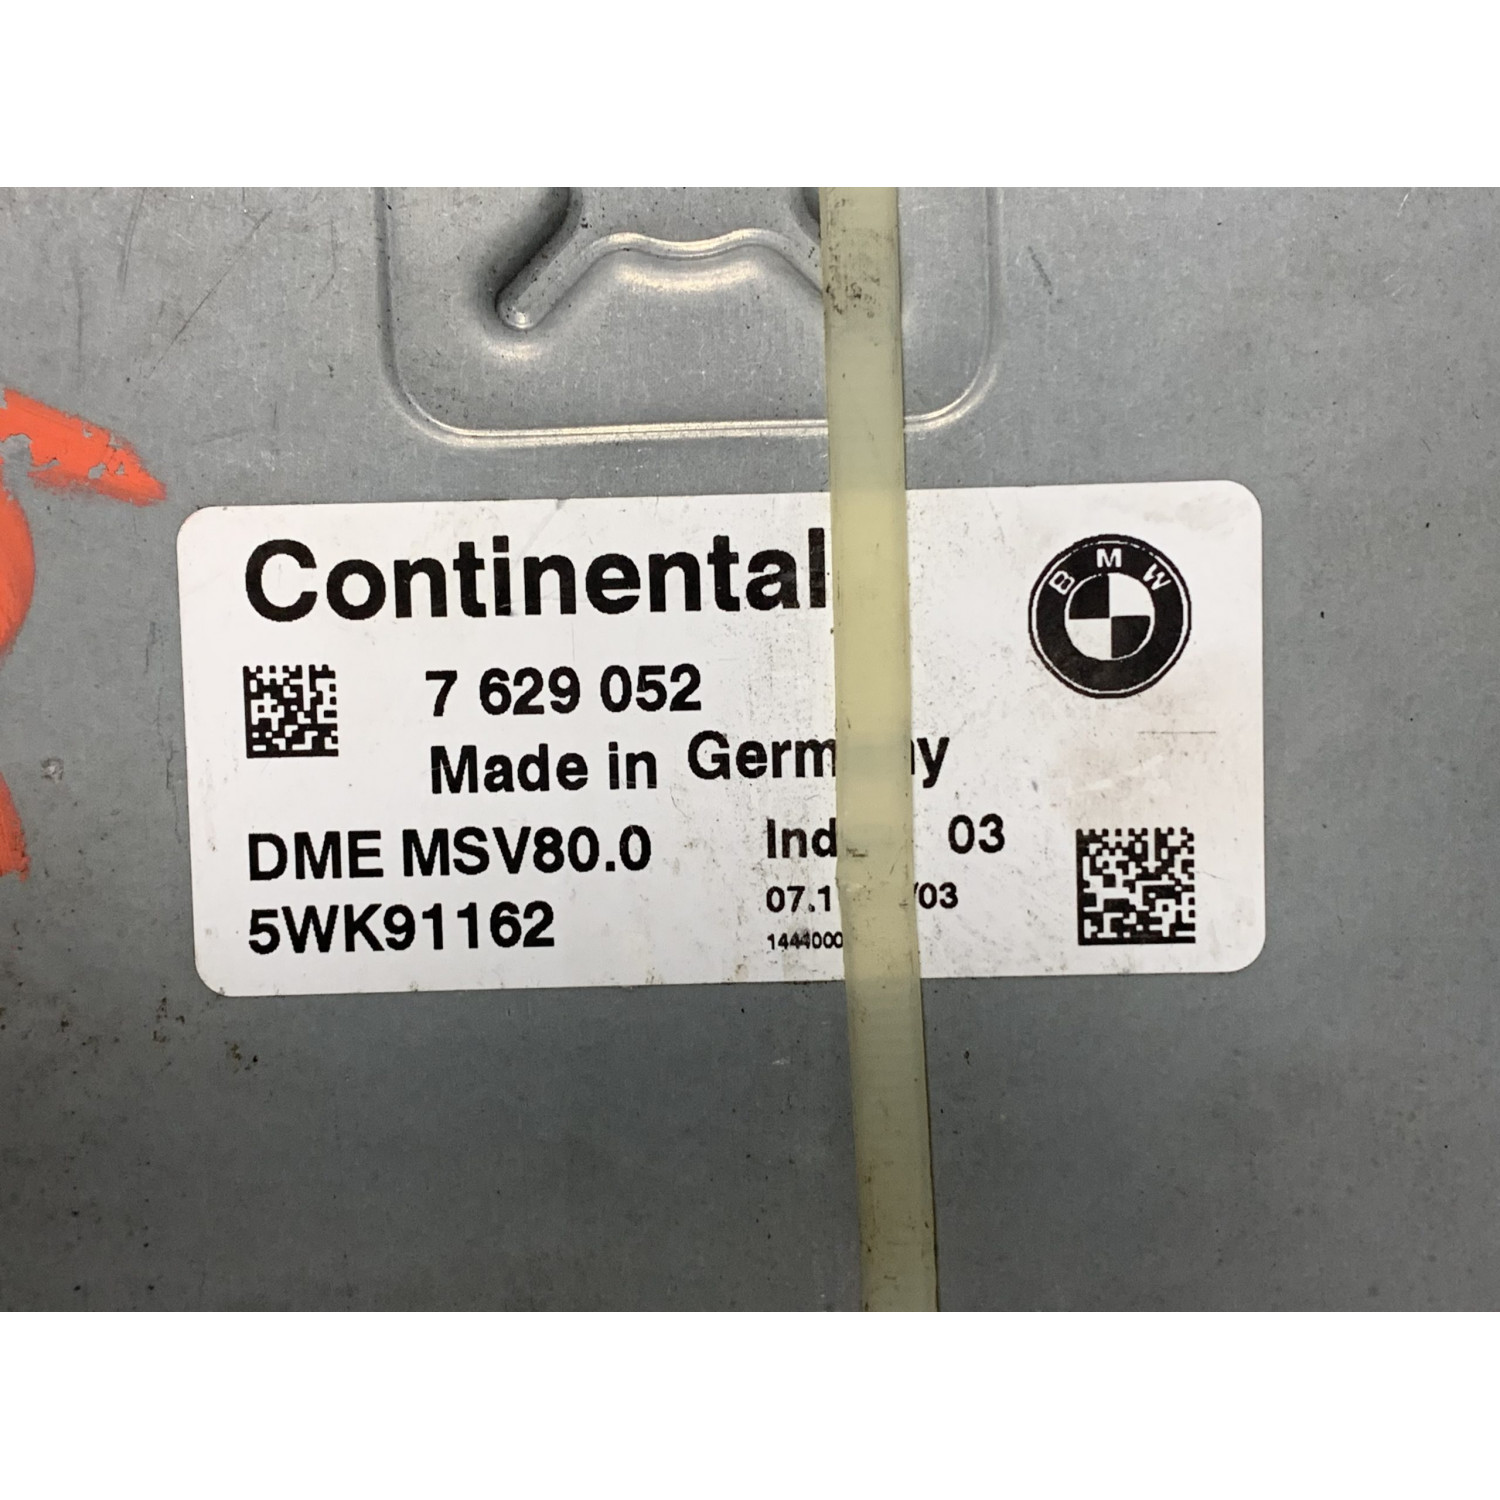 Continental
BMW
7 629 052
Made in
DME MSV80.0
03
5WK91162